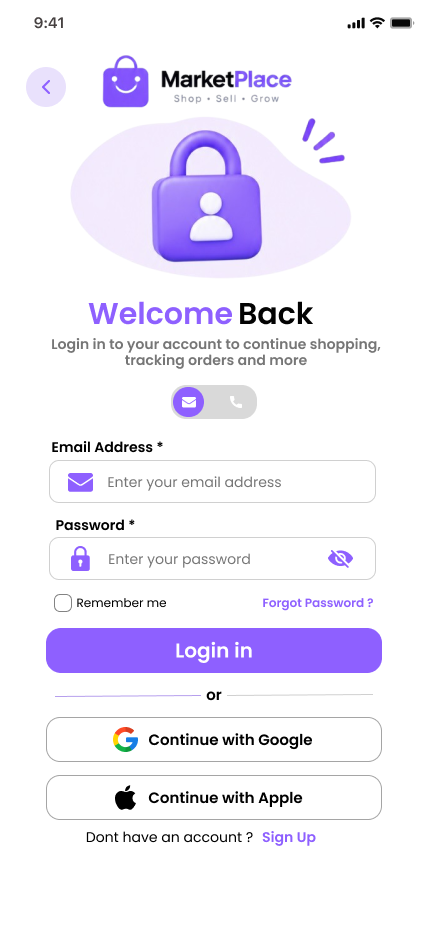 9:41
MarketPlace
Shop • Sell • Grow
Welcome Back
Login in to your account to continue shopping,
tracking orders and more
Email Address *
Enter your email address
Password *
Enter your password
Remember me Forgot Password ?
Login in
or
Continue with Google
Continue with Apple
Dont have an account ? Sign Up